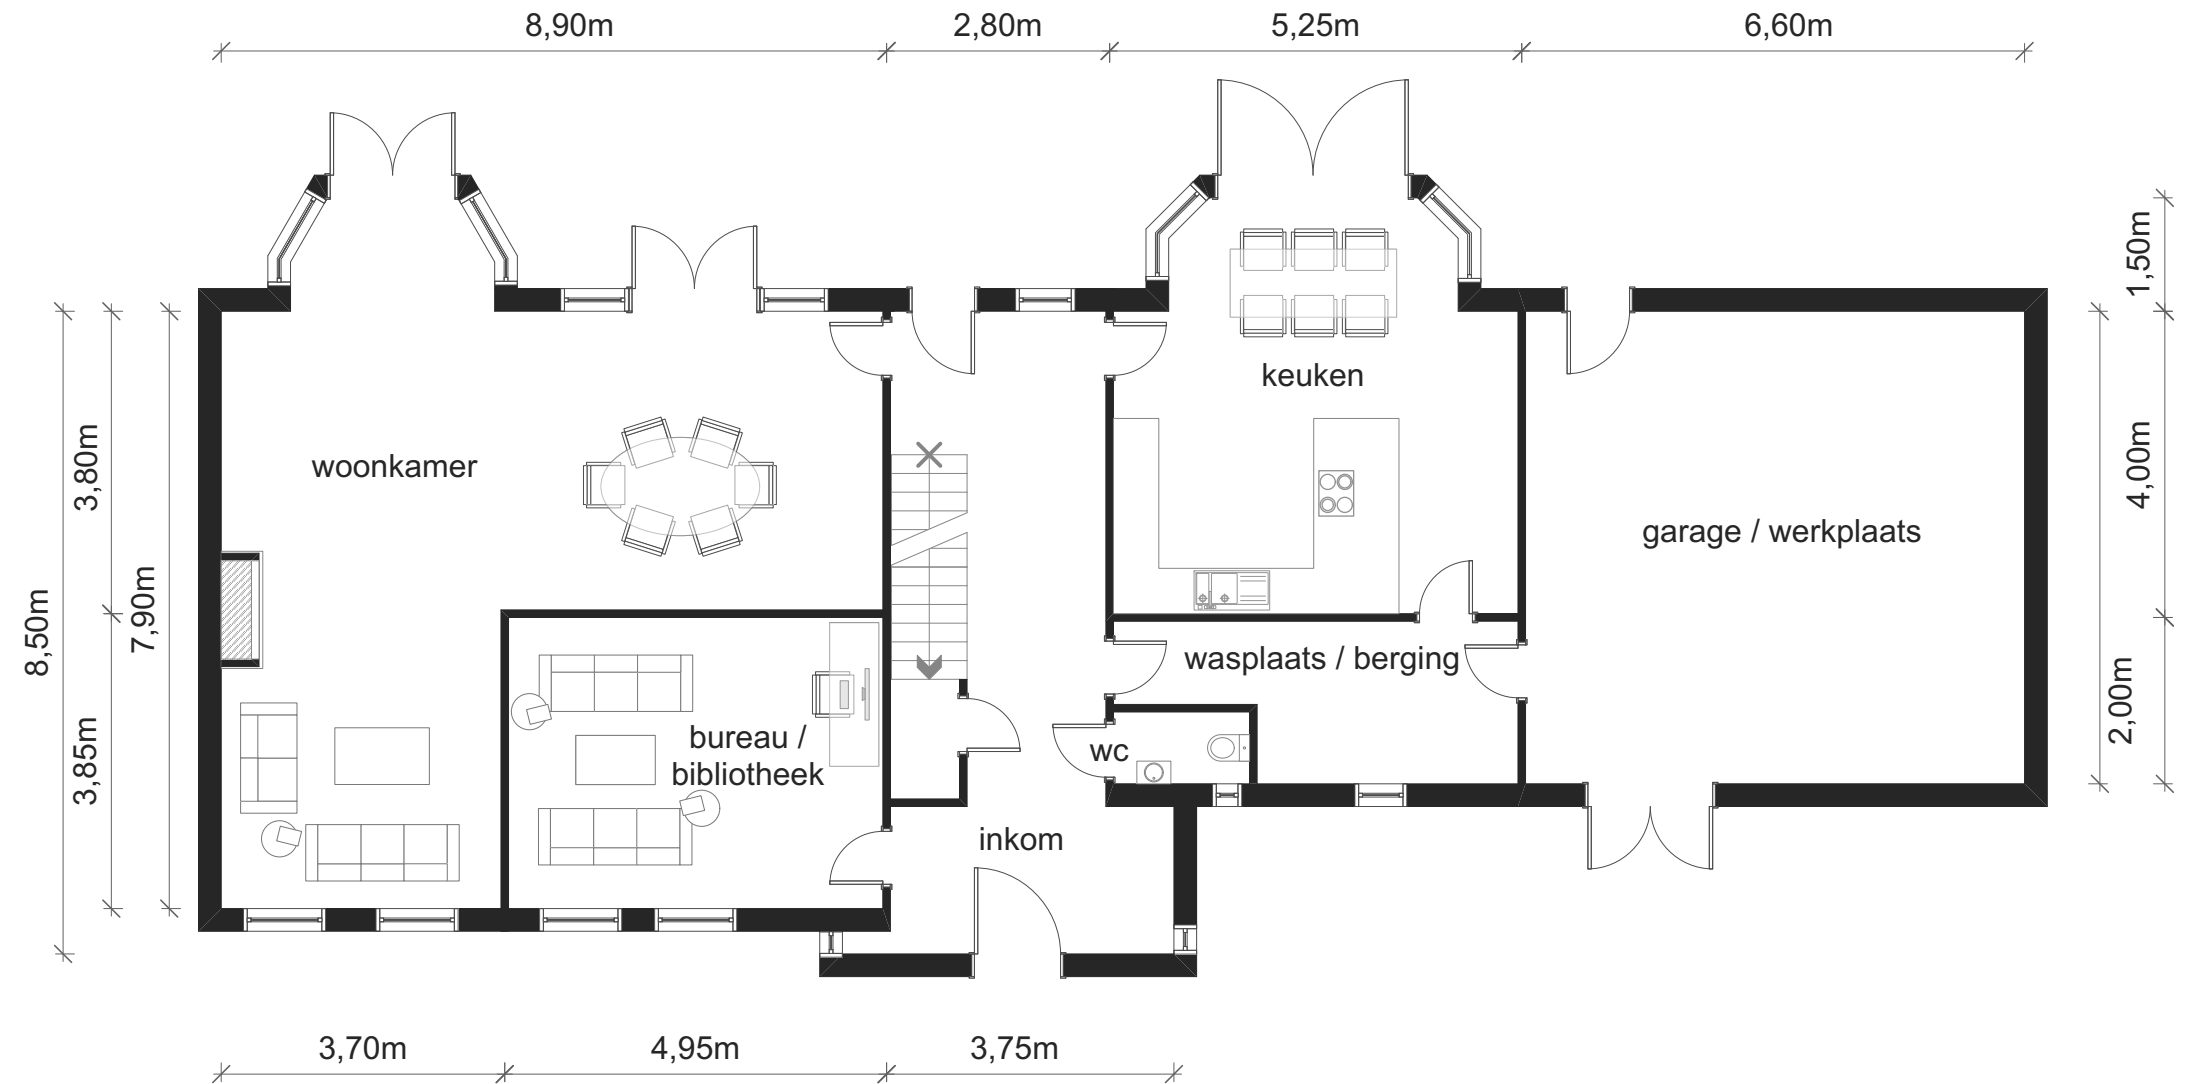 8,90m
2,80m
5,25m
6,60m
1,50m
keuken
3,80m
4,00m
woonkamer
garage / werkplaats
8,50m
7,90m
wasplaats / berging
2,00m
3,85m
bureau /
bibliotheek
wc
inkom
3,70m
4,95m
3,75m